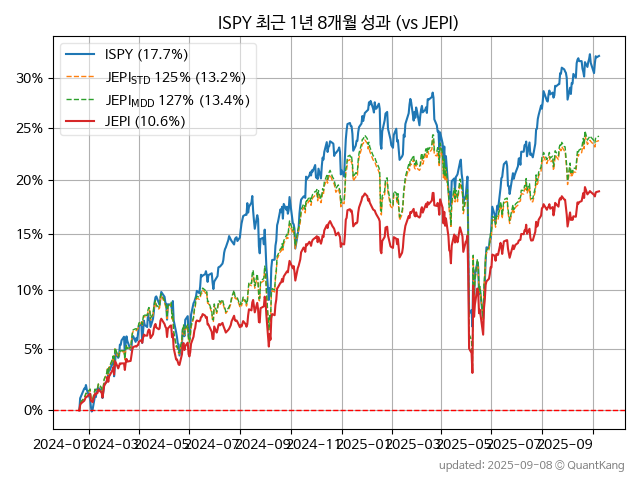 ISPY 최근 1년 8개월 성과 (vs JEPI)
ISPY (17.7%)
JEPI_STD 125% (13.2%)
JEPI_MDD 127% (13.4%)
JEPI (10.6%)
30%
25%
20%
15%
10%
5%
0%
2024-01 2024-03 2024-05 2024-07 2024-09 2024-11 2025-01 2025-03 2025-05 2025-07 2025-09
updated: 2025-09-08 © QuantKang